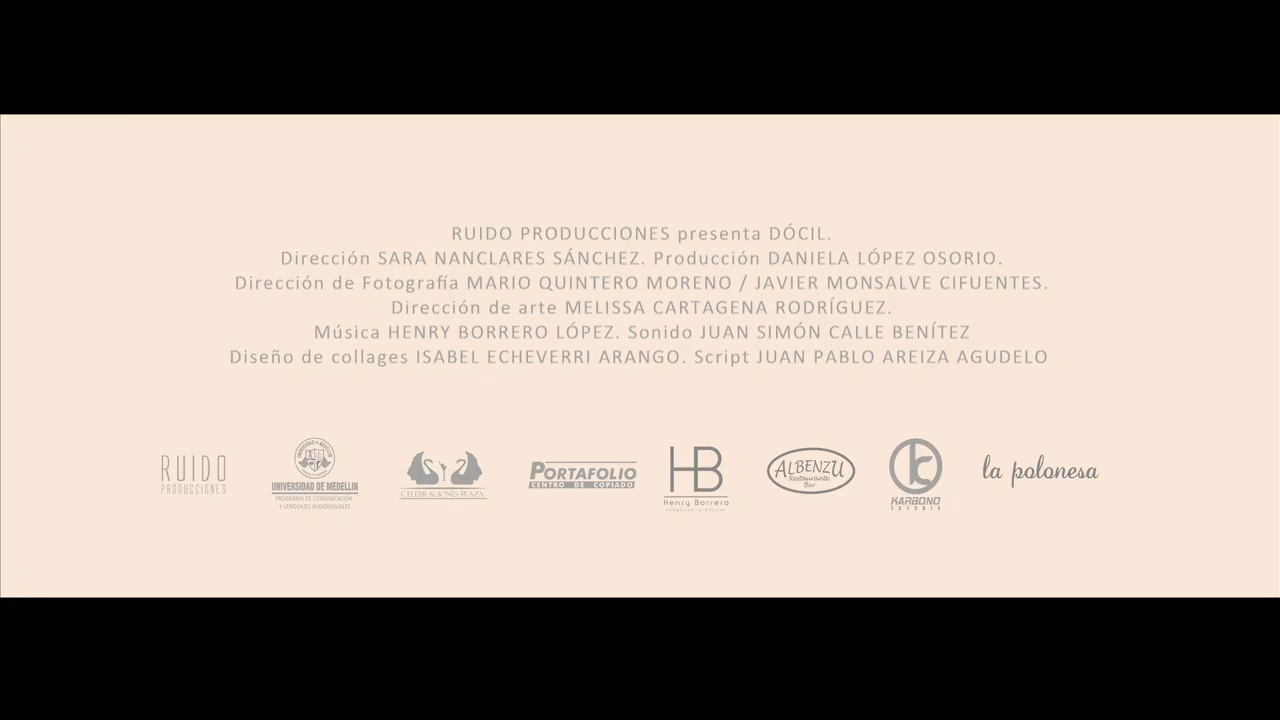 RUIDO PRODUCCIONES presenta DÓCIL.
Dirección SARA NANCLARES SÁNCHEZ. Producción DANIELA LÓPEZ OSORIO.
Dirección de Fotografía MARIO QUINTERO MORENO / JAVIER MONSALVE CIFUENTES.
Dirección de arte MELISSA CARTAGENA RODRÍGUEZ.
Música HENRY BORRERO LÓPEZ. Sonido JUAN SIMÓN CALLE BENÍTEZ
Diseño de collages ISABEL ECHEVERRI ARANGO. Script JUAN PABLO AREIZA AGUDELO
RUIDO
PRODUCCIONES
UNIVERSIDAD DE MEDELLIN
PROGRAMA DE COMUNICACIÓN
Y LENGUAJES AUDIOVISUALES
CELEBRACIONES PLAZA
PORTAFOLIO
CENTRO DE COPIADO
HB
Henry Borrero
ALBENZU
Restaurante
Bar
K
KARBONO
ESTUDIO
la polonesa